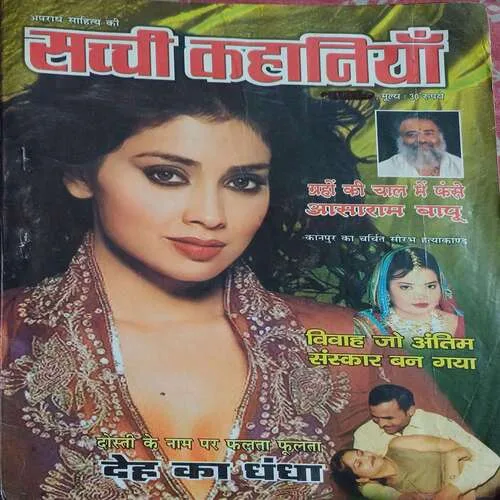 अपराध साहित्य की
सच्ची कहानियाँ
मूल्य : 30 रुपये
ग्रहों की चाल में फंसे
आसाराम बापू
कानपुर का चर्चित सौरभ हत्याकाण्ड
विवाह जो अंतिम
संस्कार बन गया
दोस्ती के नाम पर फलता फूलता
देह का धंधा